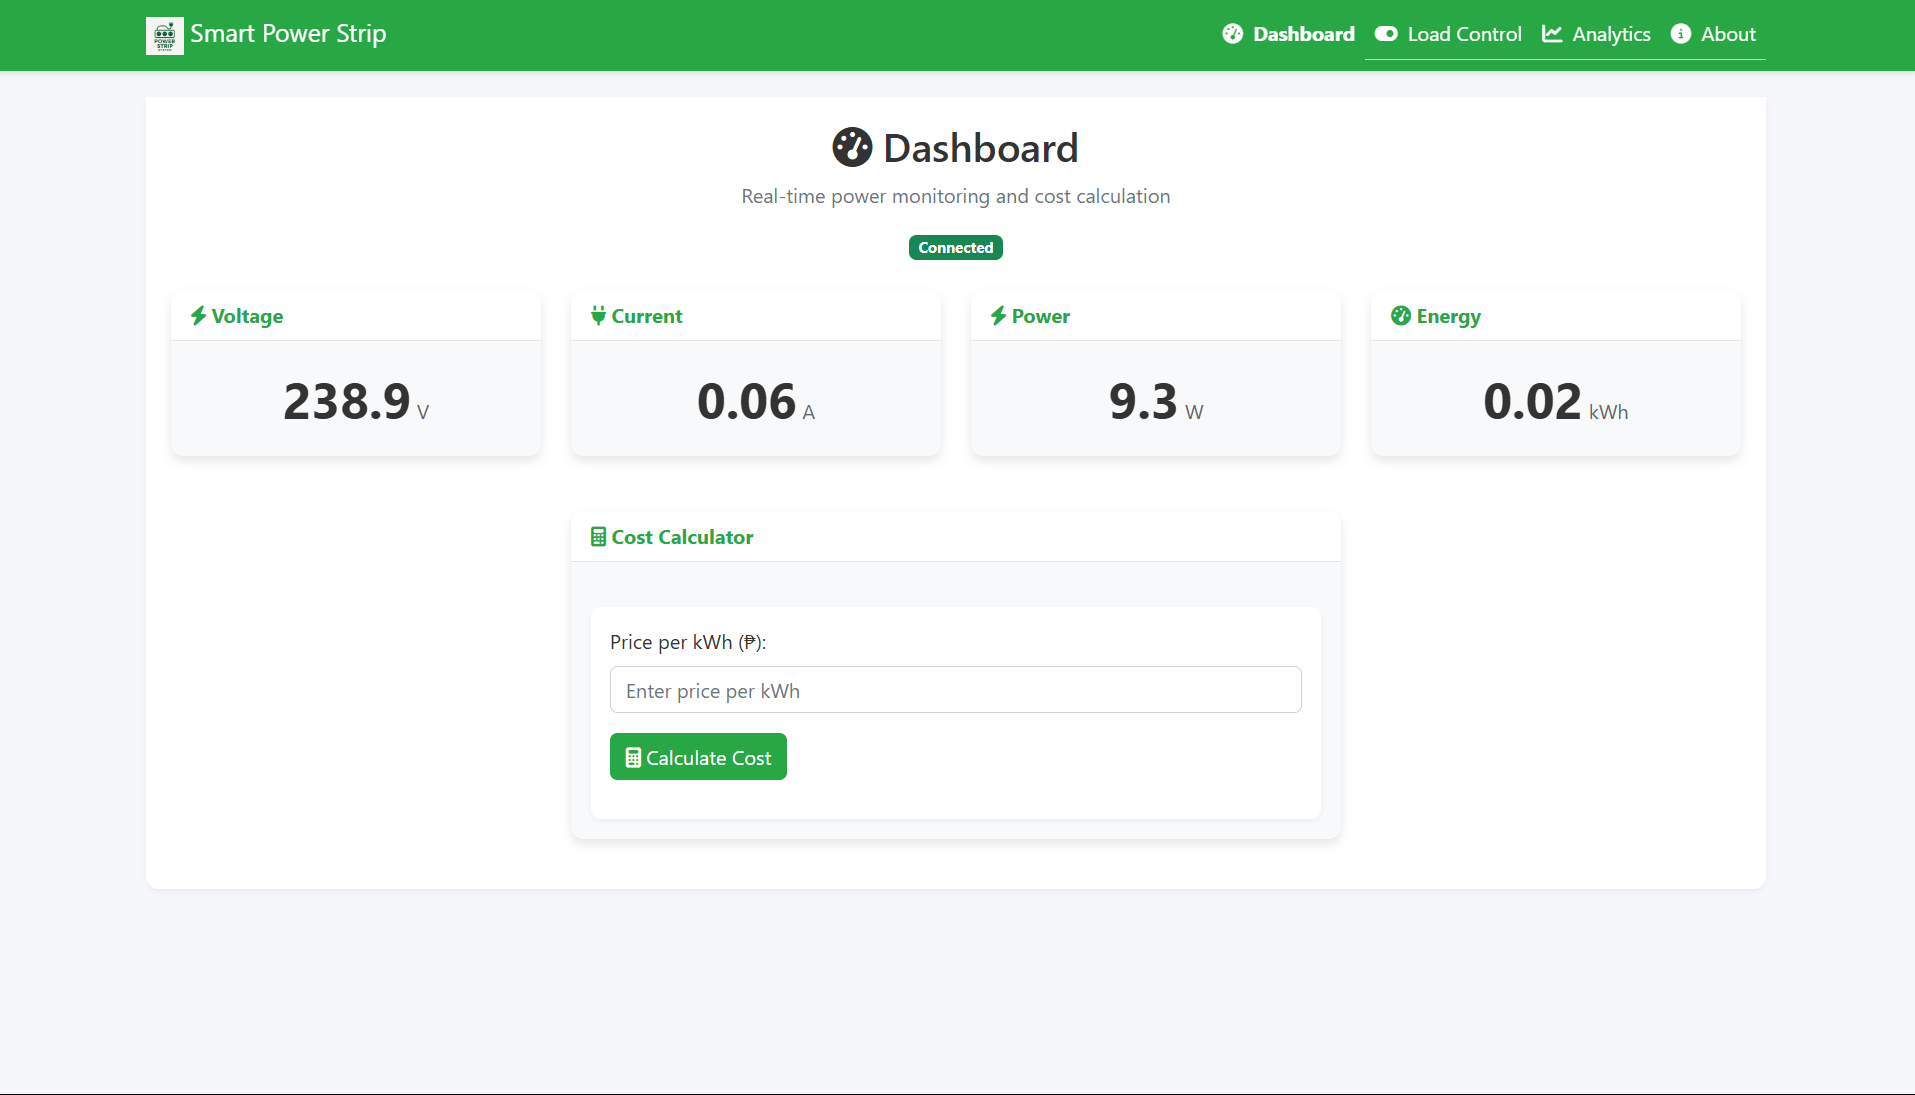 POWER
STRIP
SYSTEM
Smart Power Strip
Dashboard Load Control Analytics About
Dashboard
Real-time power monitoring and cost calculation
Connected
Voltage
238.9 V
Current
0.06 A
Power
9.3 W
Energy
0.02 kWh
Cost Calculator
Price per kWh (₱):
Enter price per kWh
Calculate Cost